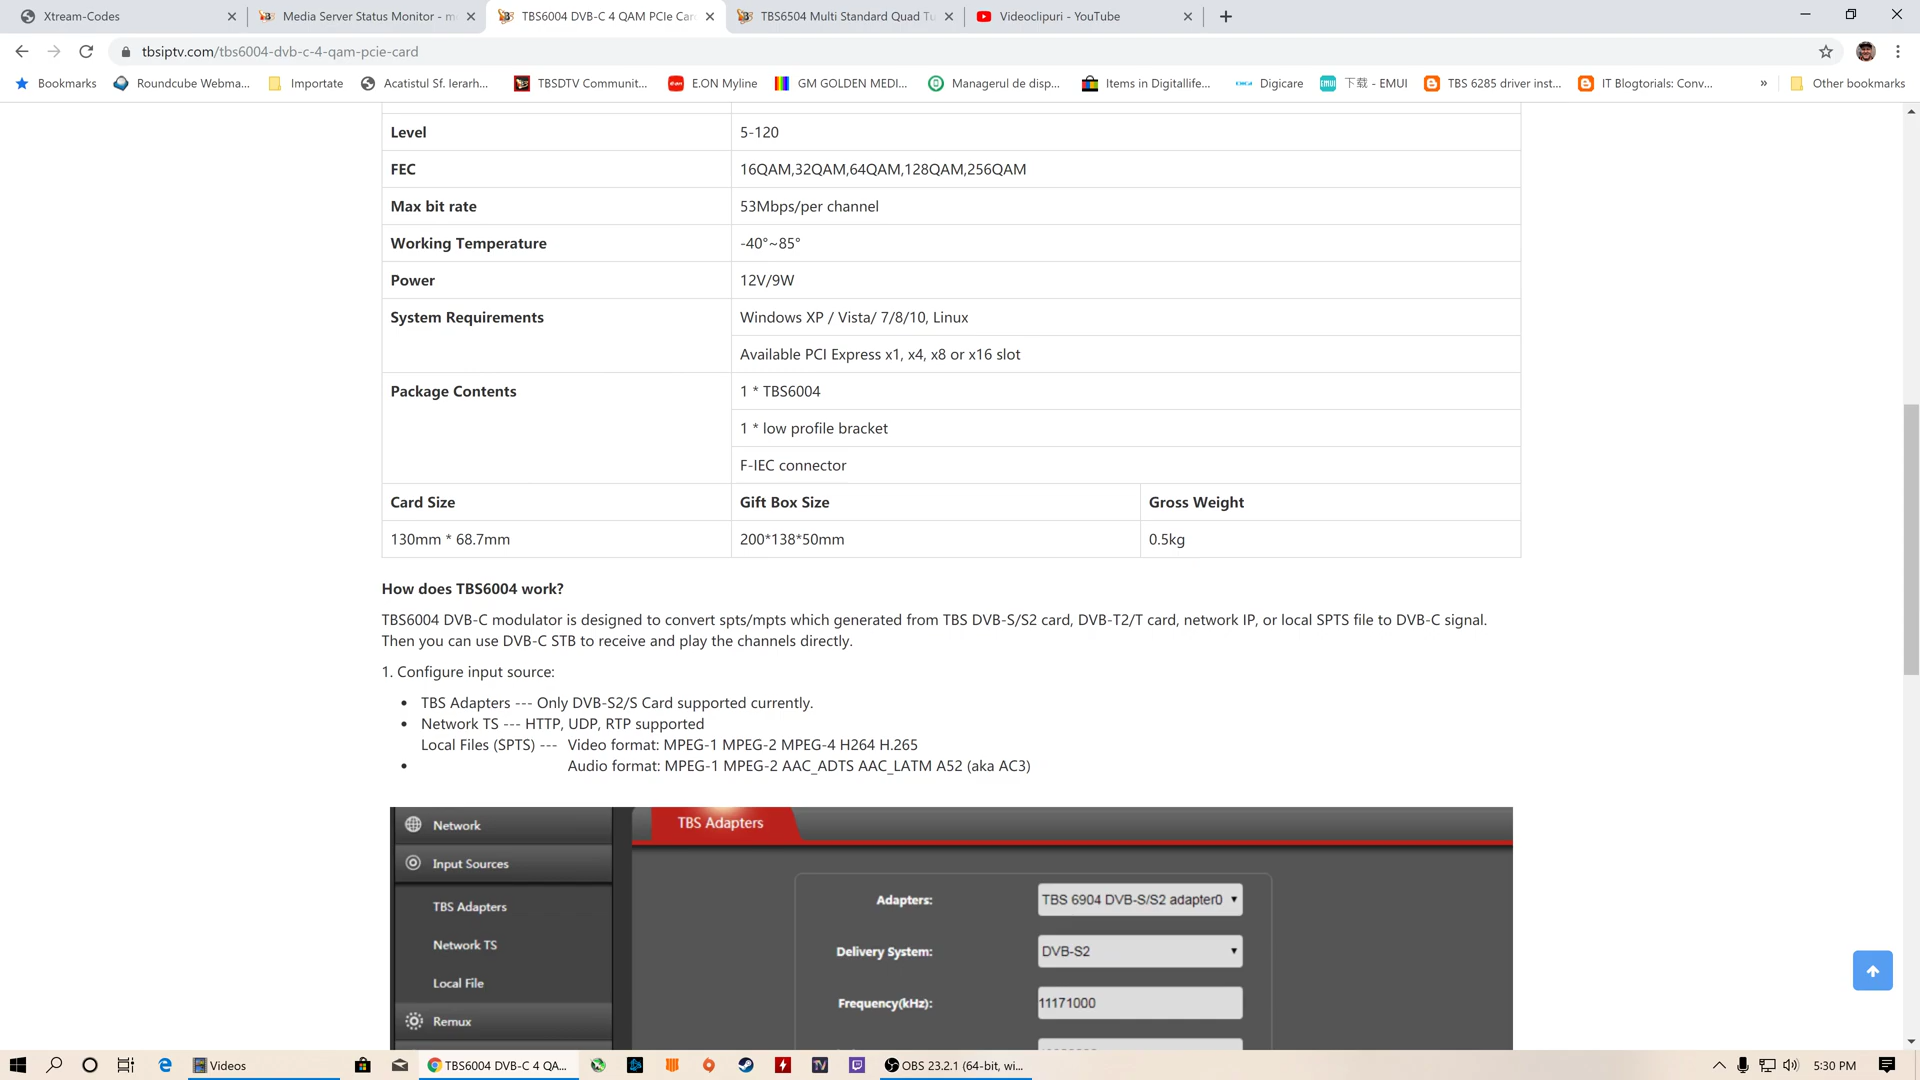 Xtream-Codes
Media Server Status Monitor - m
TBS6004 DVB-C 4 QAM PCIe Car
TBS6504 Multi Standard Quad Tu
Videoclipuri - YouTube
tbsiptv.com/tbs6004-dvb-c-4-qam-pcie-card
Bookmarks
Roundcube Webma...
Importate
Acatistul Sf. Ierarh...
TBSDTV Communit...
E.ON Myline
GM GOLDEN MEDI...
Managerul de disp...
Items in Digitallife...
Digicare
下载 - EMUI
TBS 6285 driver inst...
IT Blogtorials: Conv...
»
Other bookmarks
Level
5-120
FEC
16QAM,32QAM,64QAM,128QAM,256QAM
Max bit rate
53Mbps/per channel
Working Temperature
-40°~85°
Power
12V/9W
System Requirements
Windows XP / Vista/ 7/8/10, Linux
Available PCI Express x1, x4, x8 or x16 slot
Package Contents
1 * TBS6004
1 * low profile bracket
F-IEC connector
Card Size
Gift Box Size
Gross Weight
130mm * 68.7mm
200*138*50mm
0.5kg
How does TBS6004 work?
TBS6004 DVB-C modulator is designed to convert spts/mpts which generated from TBS DVB-S/S2 card, DVB-T2/T card, network IP, or local SPTS file to DVB-C signal.
Then you can use DVB-C STB to receive and play the channels directly.
1. Configure input source:
• TBS Adapters --- Only DVB-S2/S Card supported currently.
• Network TS --- HTTP, UDP, RTP supported
Local Files (SPTS) --- Video format: MPEG-1 MPEG-2 MPEG-4 H264 H.265
• Audio format: MPEG-1 MPEG-2 AAC_ADTS AAC_LATM A52 (aka AC3)
Network
TBS Adapters
Input Sources
TBS Adapters
Network TS
Local File
Remux
Adapters:
TBS 6904 DVB-S/S2 adapter0
Delivery System:
DVB-S2
Frequency(kHz):
11171000
Videos
TBS6004 DVB-C 4 QA...
OBS 23.2.1 (64-bit, wi...
5:30 PM